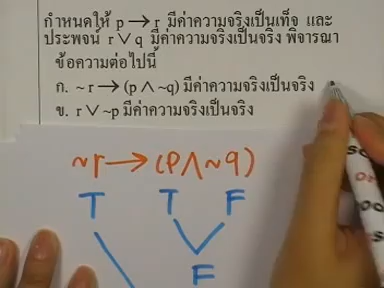 กำหนดให้ p → r มีค่าความจริงเป็นเท็จ และ
ประพจน์ r ∨ q มีค่าความจริงเป็นจริง พิจารณา
ข้อความต่อไปนี้
ก. ~ r → (p ∧ ~q) มีค่าความจริงเป็นจริง
ข. r ∨ ~p มีค่าความจริงเป็นจริง
~r → (p ∧ ~q)
T T F
F